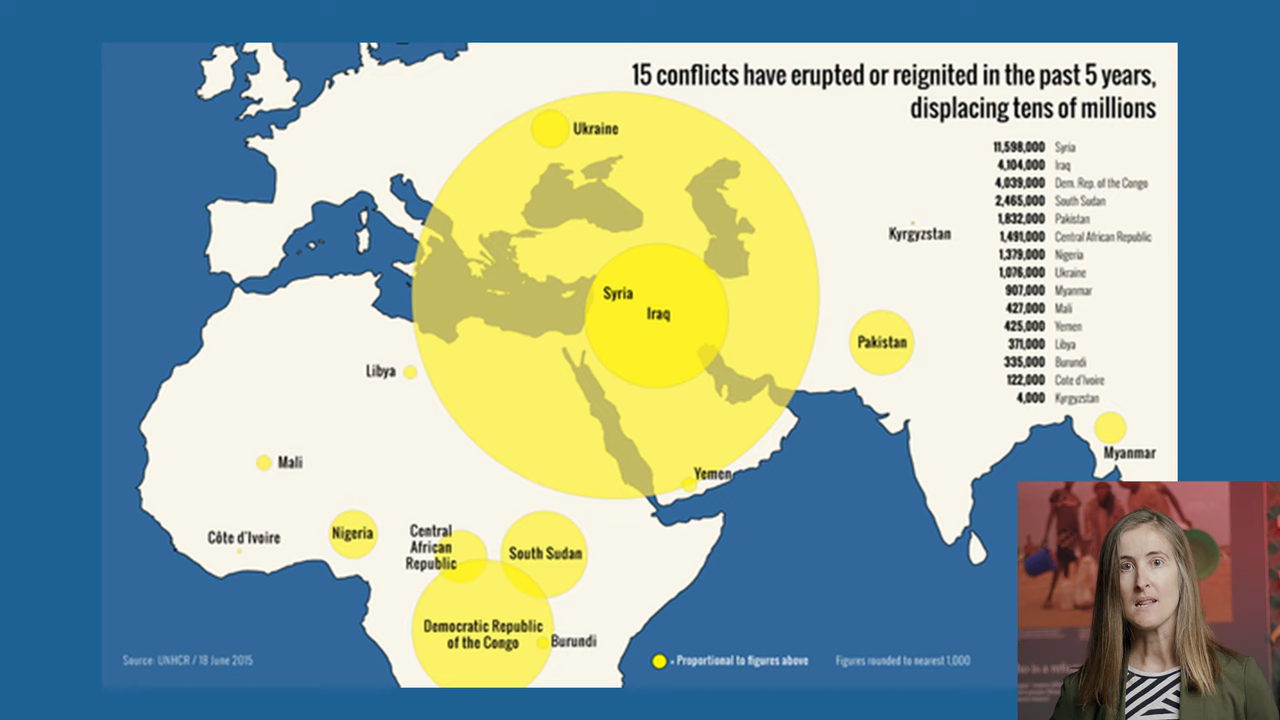 15 conflicts have erupted or reignited in the past 5 years,
displacing tens of millions
11,598,000 Syria
4,104,000 Iraq
4,039,000 Dem. Rep. of the Congo
2,465,000 South Sudan
1,832,000 Pakistan
1,491,000 Central African Republic
1,379,000 Nigeria
1,076,000 Ukraine
907,000 Myanmar
427,000 Mali
425,000 Yemen
371,000 Libya
335,000 Burundi
122,000 Cote d'Ivoire
4,000 Kyrgyzstan
Ukraine
Kyrgyzstan
Syria
Iraq
Pakistan
Libya
Myanmar
Mali
Yemen
Nigeria
Côte d'Ivoire
Central
African
Republic
South Sudan
Democratic Republic
of the Congo
Burundi
Source: UNHCR / 18 June 2015
= Proportional to figures above
Figures rounded to nearest 1,000